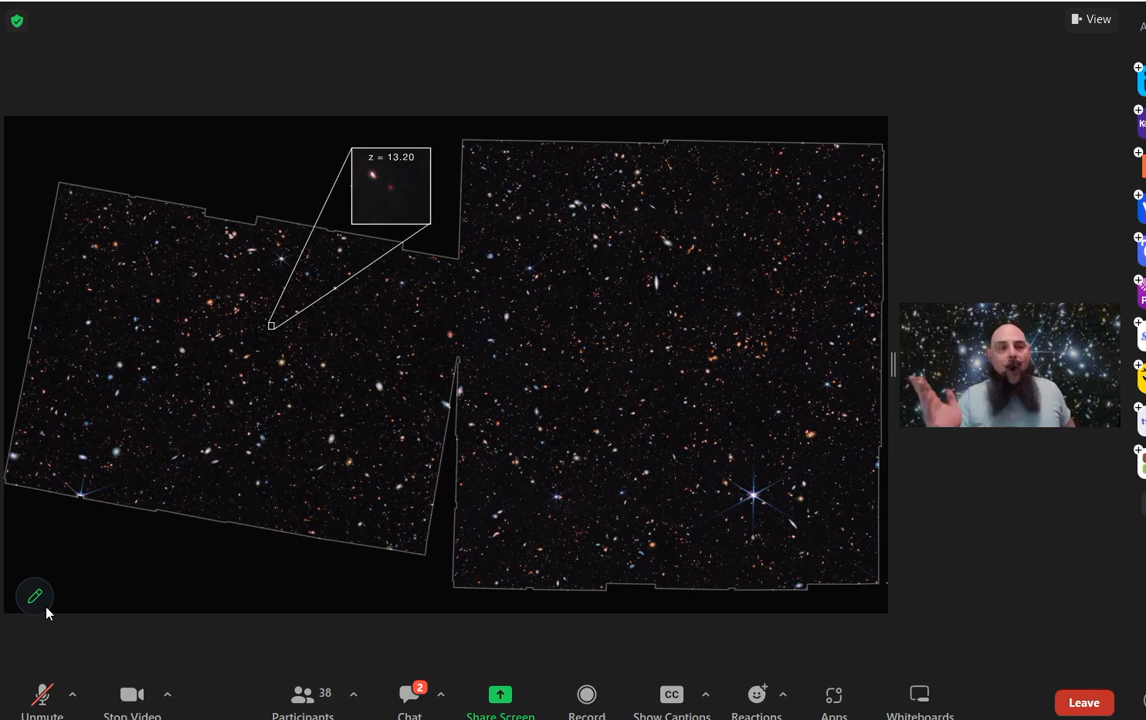 View
z = 13.20
38
2
CC
Unmute
Stop Video
Participants
Chat
Share Screen
Record
Show Captions
Reactions
Apps
Whiteboards
Leave